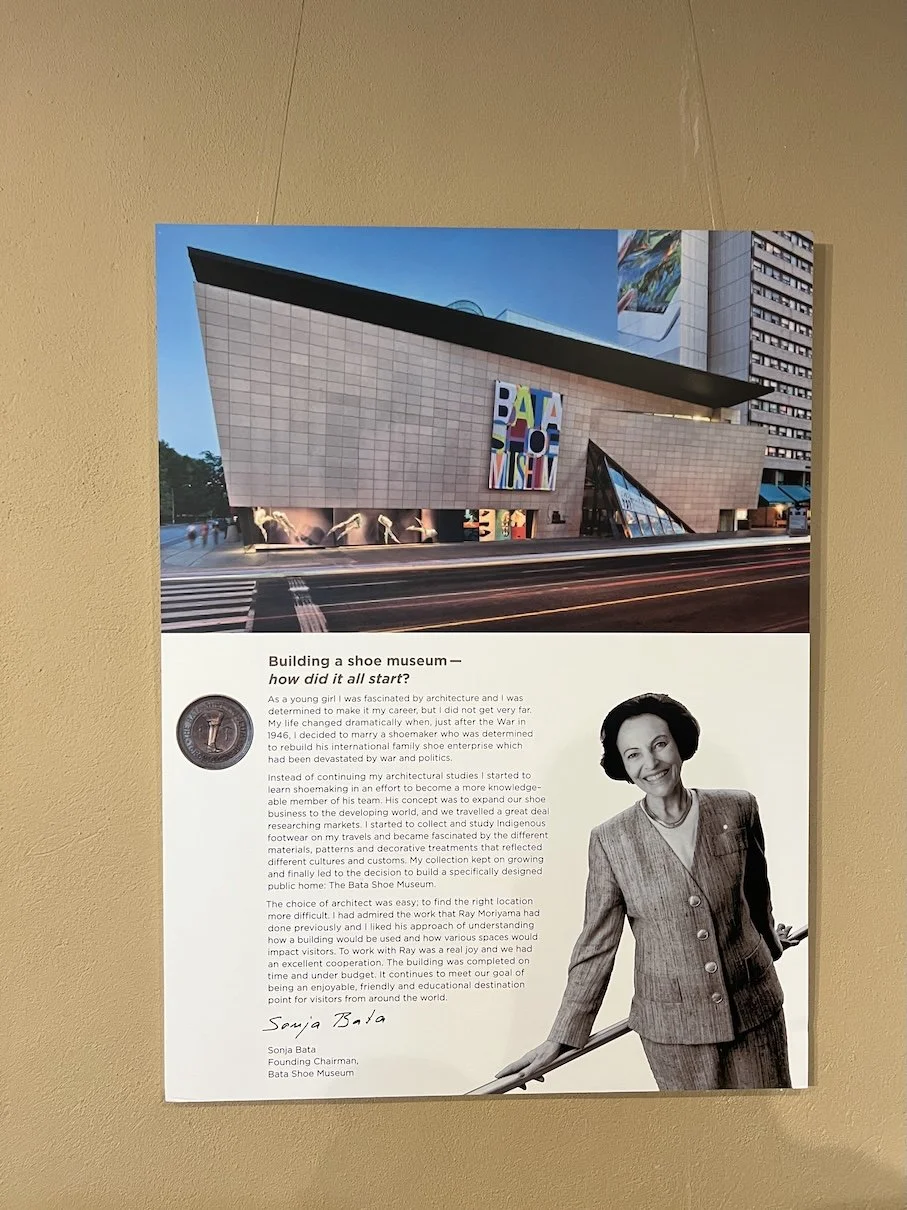 BATA
SHOE
MUSEUM
Building a shoe museum—
how did it all start?
As a young girl I was fascinated by architecture and I was
determined to make it my career, but I did not get very far.
My life changed dramatically when, just after the War in
1946, I decided to marry a shoemaker who was determined
to rebuild his international family shoe enterprise which
had been devastated by war and politics.
Instead of continuing my architectural studies I started to
learn shoemaking in an effort to become a more knowledge-
able member of his team. His concept was to expand our shoe
business to the developing world, and we travelled a great deal
researching markets. I started to collect and study Indigenous
footwear on my travels and became fascinated by the different
materials, patterns and decorative treatments that reflected
different cultures and customs. My collection kept on growing
and finally led to the decision to build a specifically designed
public home: The Bata Shoe Museum.
The choice of architect was easy; to find the right location
more difficult. I had admired the work that Ray Moriyama had
done previously and I liked his approach of understanding
how a building would be used and how various spaces would
impact visitors. To work with Ray was a real joy and we had
an excellent cooperation. The building was completed on
time and under budget. It continues to meet our goal of
being an enjoyable, friendly and educational destination
point for visitors from around the world.
Sonja Bata
Sonja Bata
Founding Chairman,
Bata Shoe Museum